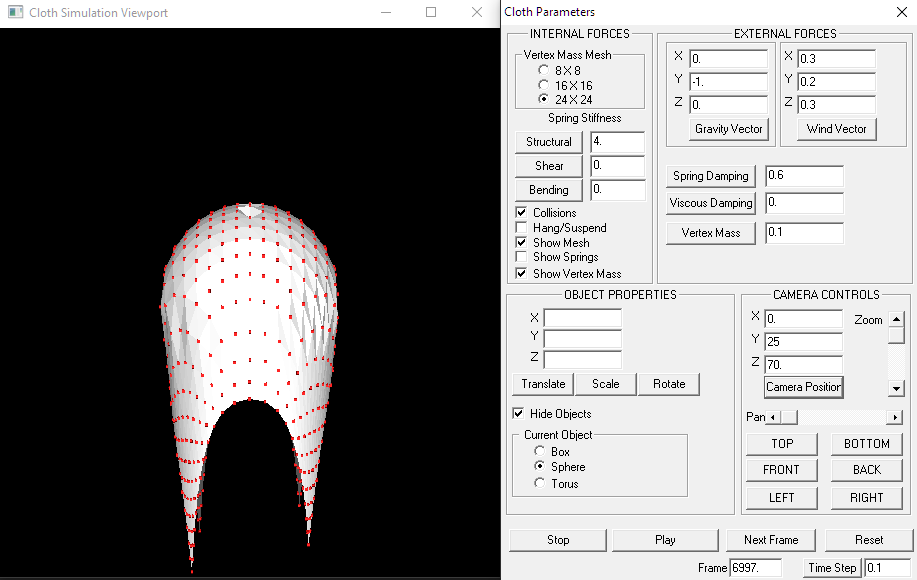 Cloth Simulation Viewport
Cloth Parameters
INTERNAL FORCES
Vertex Mass Mesh
8 X 8
16 X 16
24 X 24
Spring Stiffness
Structural 4.
Shear 0.
Bending 0.
Collisions
Hang/Suspend
Show Mesh
Show Springs
Show Vertex Mass
EXTERNAL FORCES
X 0.
Y -1.
Z 0.
Gravity Vector
X 0.3
Y 0.2
Z 0.3
Wind Vector
Spring Damping 0.6
Viscous Damping 0.
Vertex Mass 0.1
OBJECT PROPERTIES
X
Y
Z
Translate Scale Rotate
Hide Objects
Current Object
Box
Sphere
Torus
CAMERA CONTROLS
X 0.
Y 25
Z 70.
Camera Position
Zoom
Pan
TOP BOTTOM
FRONT BACK
LEFT RIGHT
Stop Play Next Frame Reset
Frame 6997. Time Step 0.1